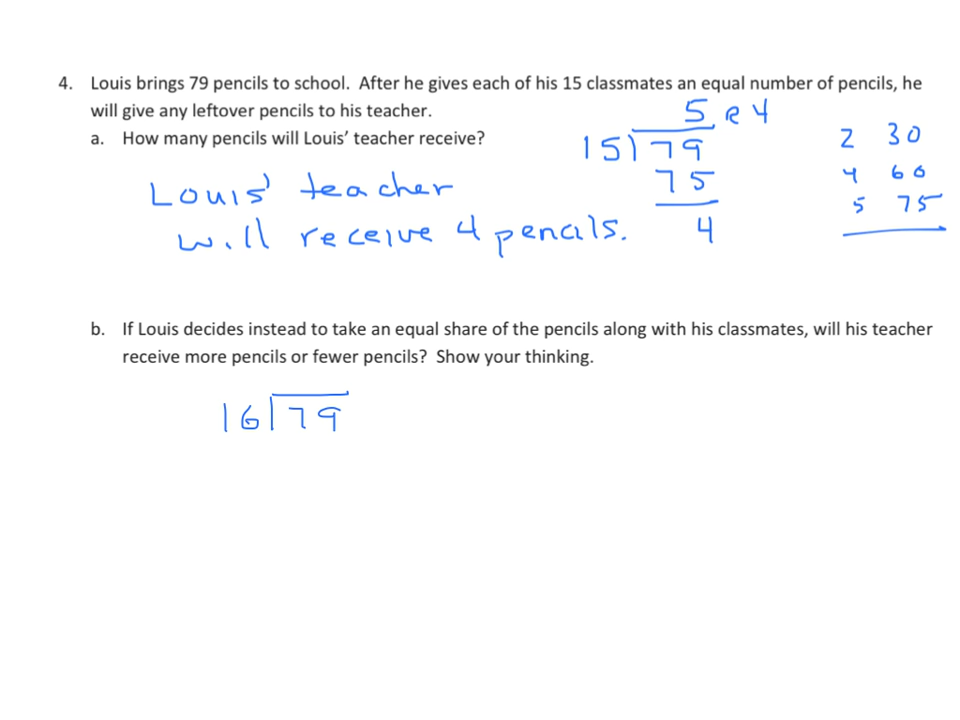 4. Louis brings 79 pencils to school. After he gives each of his 15 classmates an equal number of pencils, he
will give any leftover pencils to his teacher.
a. How many pencils will Louis' teacher receive?
5 R 4
15)79
75
4
2 30
4 60
5 75
Louis' teacher
will receive 4 pencils.
b. If Louis decides instead to take an equal share of the pencils along with his classmates, will his teacher
receive more pencils or fewer pencils? Show your thinking.
16)79